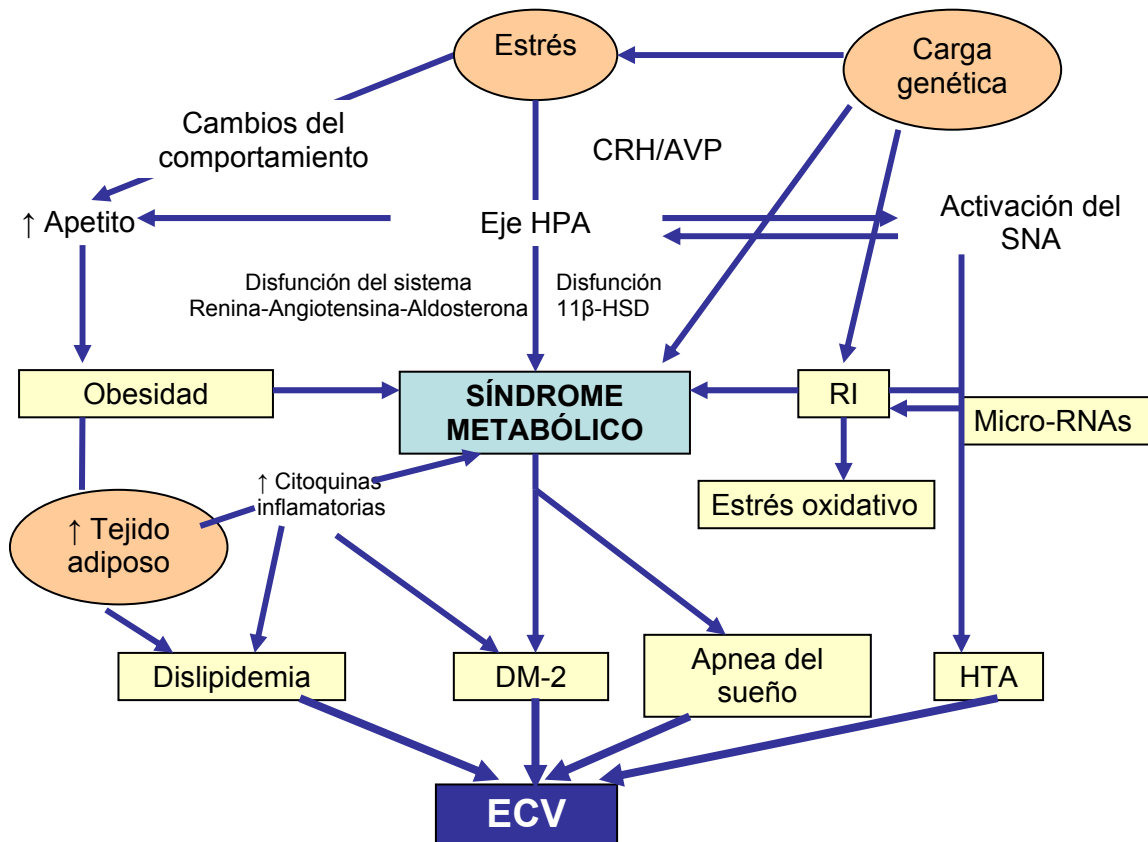 Estrés
Carga
genética
Cambios del
comportamiento
CRH/AVP
↑ Apetito
Eje HPA
Activación del
SNA
Disfunción del sistema
Renina-Angiotensina-Aldosterona
Disfunción
11β-HSD
Obesidad
SÍNDROME
METABÓLICO
RI
Micro-RNAs
↑ Citoquinas
inflamatorias
Estrés oxidativo
↑ Tejido
adiposo
Dislipidemia
DM-2
Apnea del
sueño
HTA
ECV